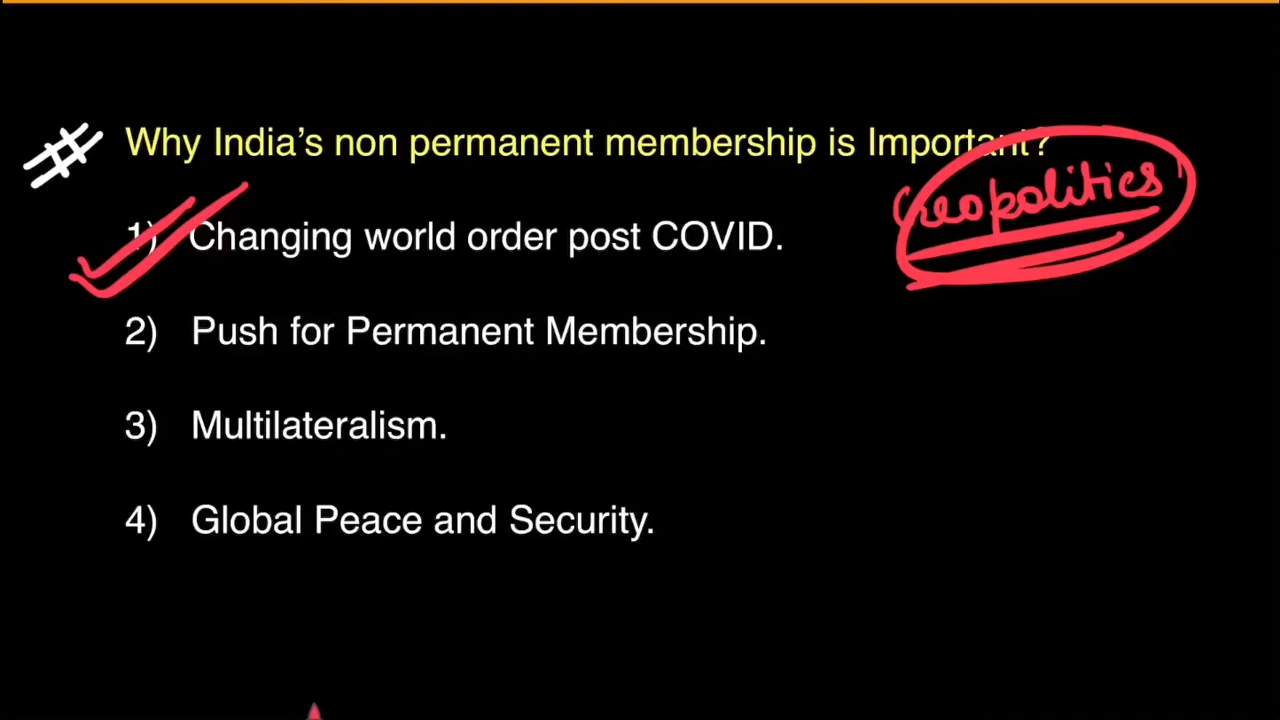 # Why India's non permanent membership is Important?
Geopolitics
1) Changing world order post COVID.
2) Push for Permanent Membership.
3) Multilateralism.
4) Global Peace and Security.